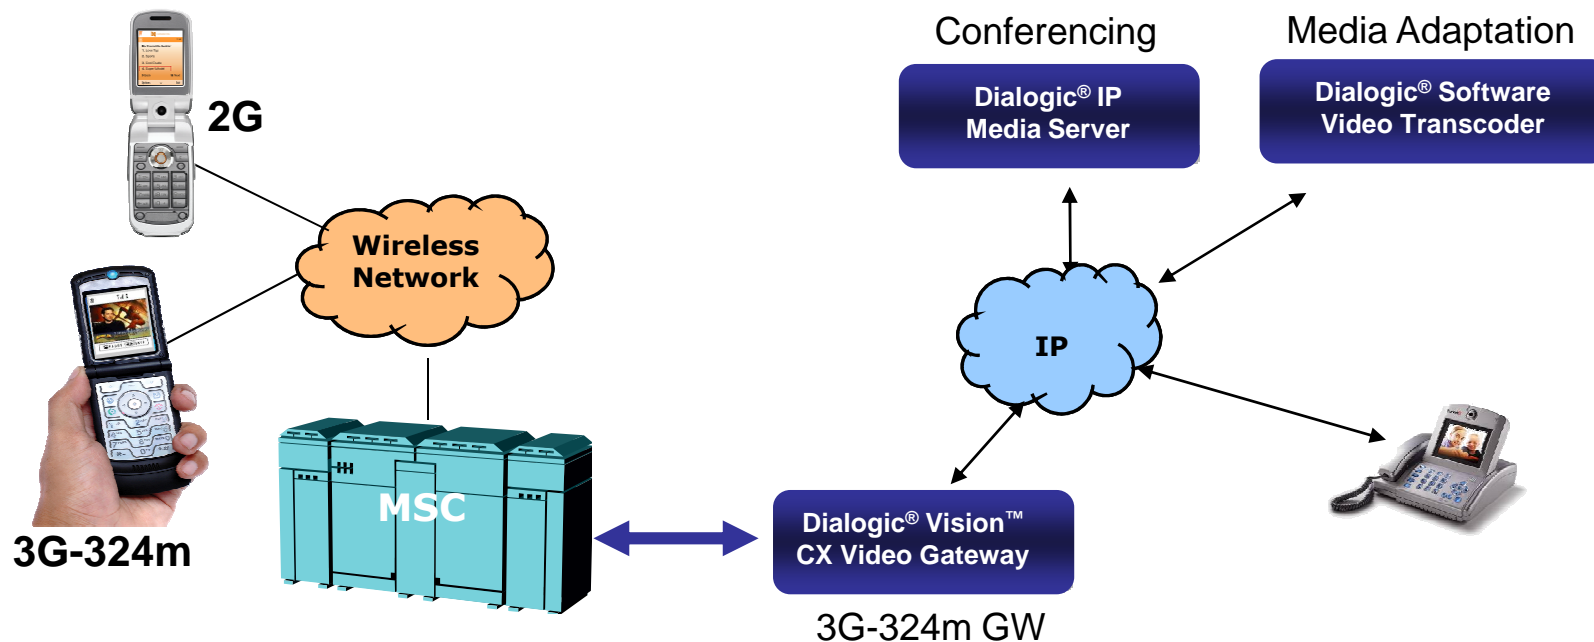 Conferencing
Media Adaptation
Dialogic® IP
Media Server
Dialogic® Software
Video Transcoder
2G
Wireless
Network
IP
MSC
3G-324m
Dialogic® Vision™
CX Video Gateway
3G-324m GW